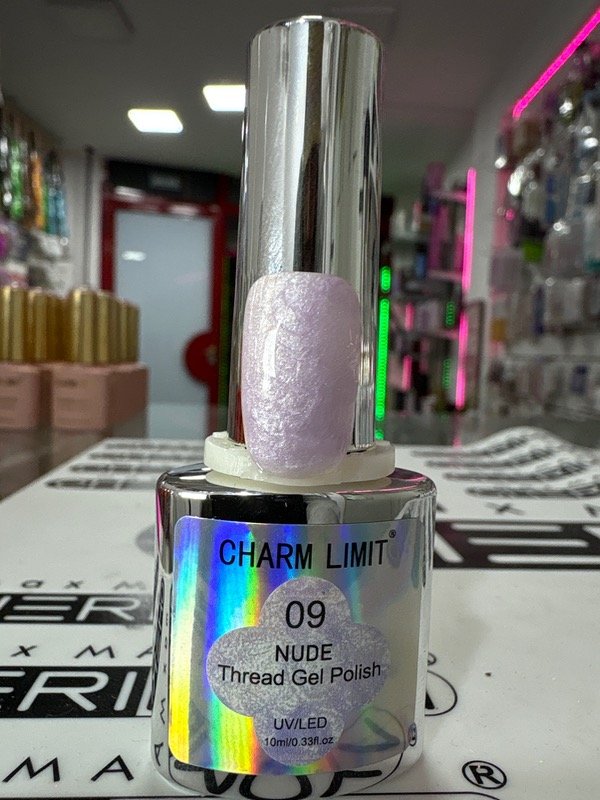 CHARM LIMIT®
09
NUDE
Thread Gel Polish
UV/LED
10ml/0.33fl.oz
®